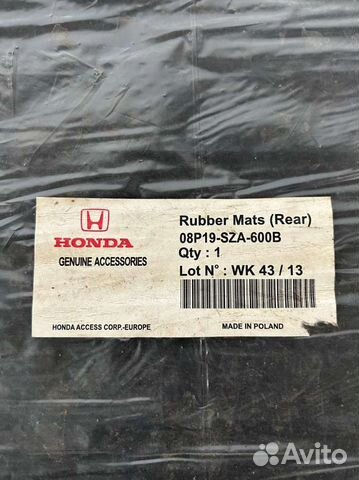 HONDA
GENUINE ACCESSORIES
HONDA ACCESS CORP.-EUROPE
Rubber Mats (Rear)
08P19-SZA-600B
Qty : 1
Lot N° : WK 43 / 13
MADE IN POLAND
Avito